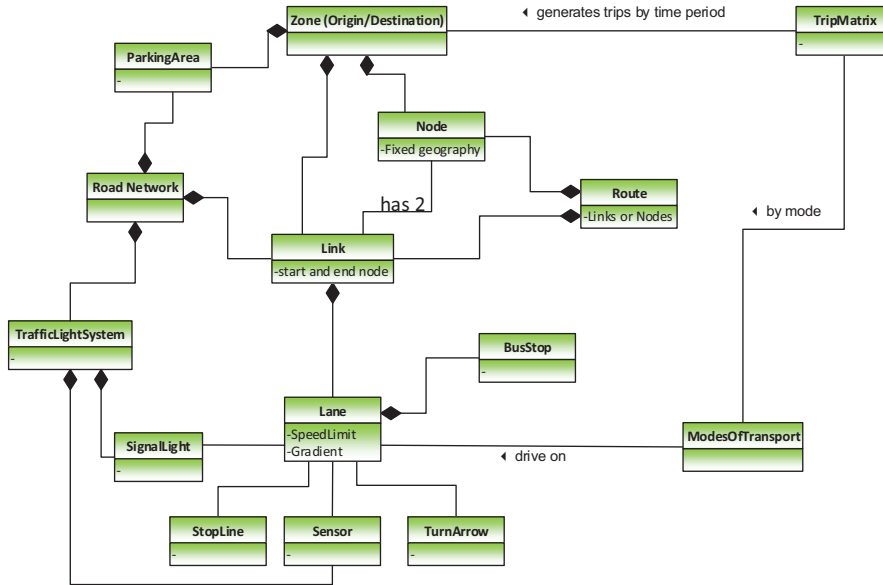 Zone (Origin/Destination)
◄ generates trips by time period
TripMatrix
-
ParkingArea
-
Node
-Fixed geography
Road Network
Route
-Links or Nodes
has 2
◄ by mode
Link
-start and end node
TrafficLightSystem
-
BusStop
-
Lane
-SpeedLimit
-Gradient
SignalLight
-
◄ drive on
ModesOfTransport
StopLine
-
Sensor
-
TurnArrow
-